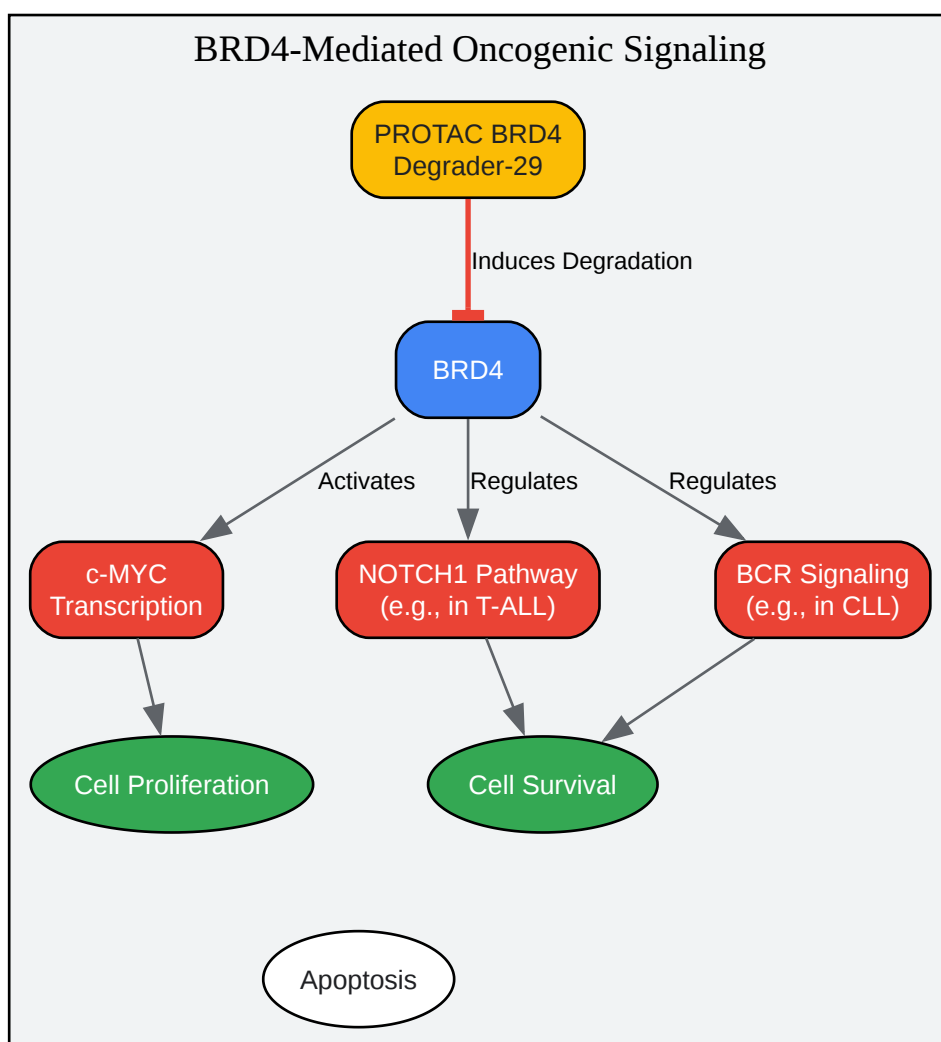 BRD4-Mediated Oncogenic Signaling
PROTAC BRD4
Degrader-29
Induces Degradation
BRD4
Activates
Regulates
Regulates
c-MYC
Transcription
NOTCH1 Pathway
(e.g., in T-ALL)
BCR Signaling
(e.g., in CLL)
Cell Proliferation
Cell Survival
Apoptosis